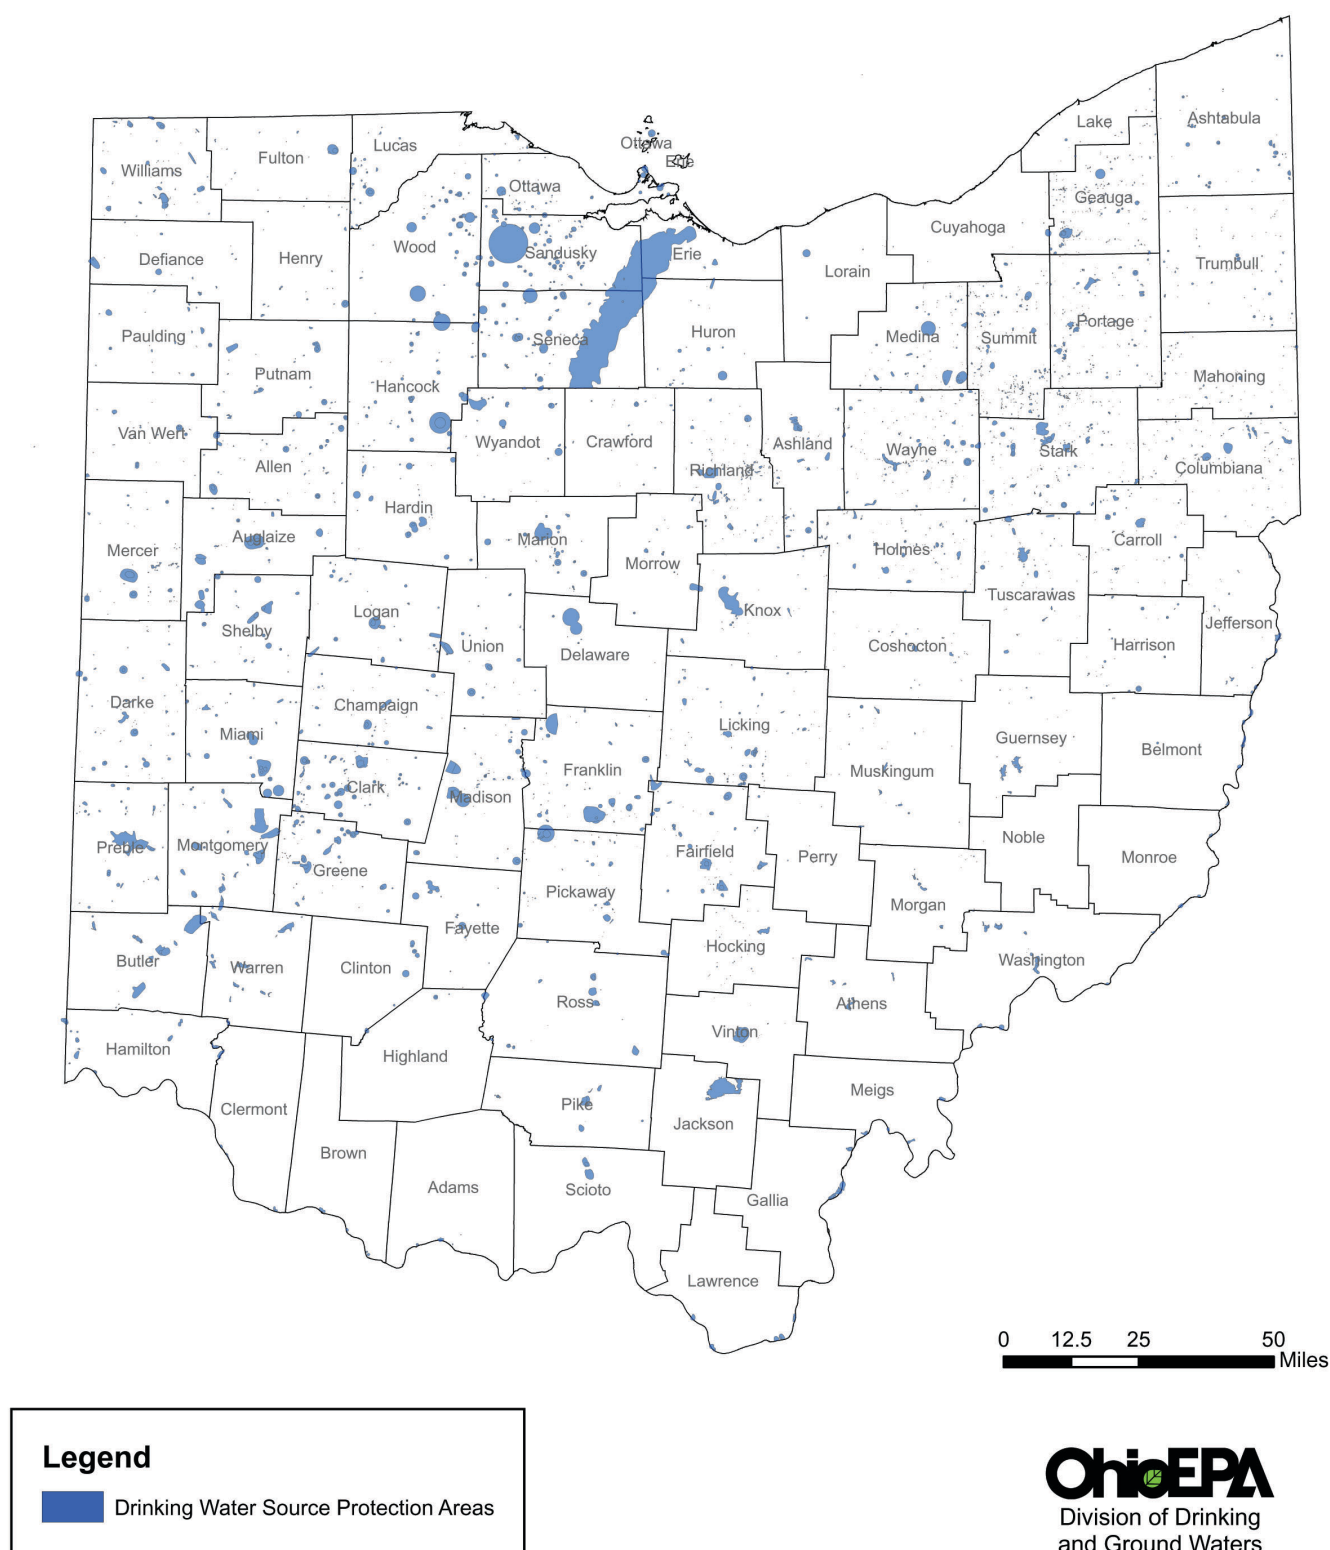 Lake
Ashtabula
Lucas
Ottawa
Erie
Fulton
Williams
Ottawa
Geauga
Cuyahoga
Wood
Sandusky
Erie
Defiance
Henry
Lorain
Trumbull
Portage
Huron
Medina
Summit
Paulding
Seneca
Putnam
Hancock
Mahoning
Van Wert
Wyandot
Crawford
Ashland
Wayne
Stark
Allen
Richland
Columbiana
Hardin
Auglaize
Marion
Carroll
Mercer
Holmes
Morrow
Tuscarawas
Logan
Knox
Jefferson
Shelby
Union
Delaware
Coshocton
Harrison
Darke
Champaign
Licking
Miami
Guernsey
Belmont
Franklin
Muskingum
Clark
Madison
Noble
Preble
Montgomery
Fairfield
Perry
Monroe
Greene
Pickaway
Morgan
Fayette
Hocking
Butler
Warren
Clinton
Washington
Ross
Athens
Vinton
Hamilton
Highland
Meigs
Clermont
Pike
Jackson
Brown
Adams
Scioto
Gallia
Lawrence
0 12.5 25 50
Miles
Legend
Drinking Water Source Protection Areas
OhioEPA
Division of Drinking
and Ground Waters